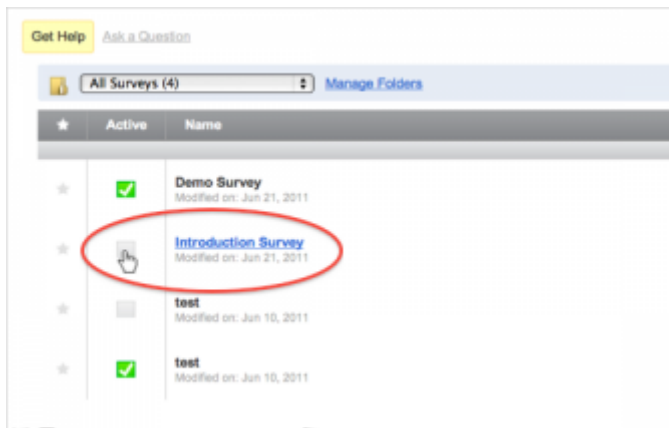 Get Help Ask a Question
All Surveys (4) Manage Folders
Active Name
Demo Survey
Modified on: Jun 21, 2011
Introduction Survey
Modified on: Jun 21, 2011
test
Modified on: Jun 10, 2011
test
Modified on: Jun 10, 2011